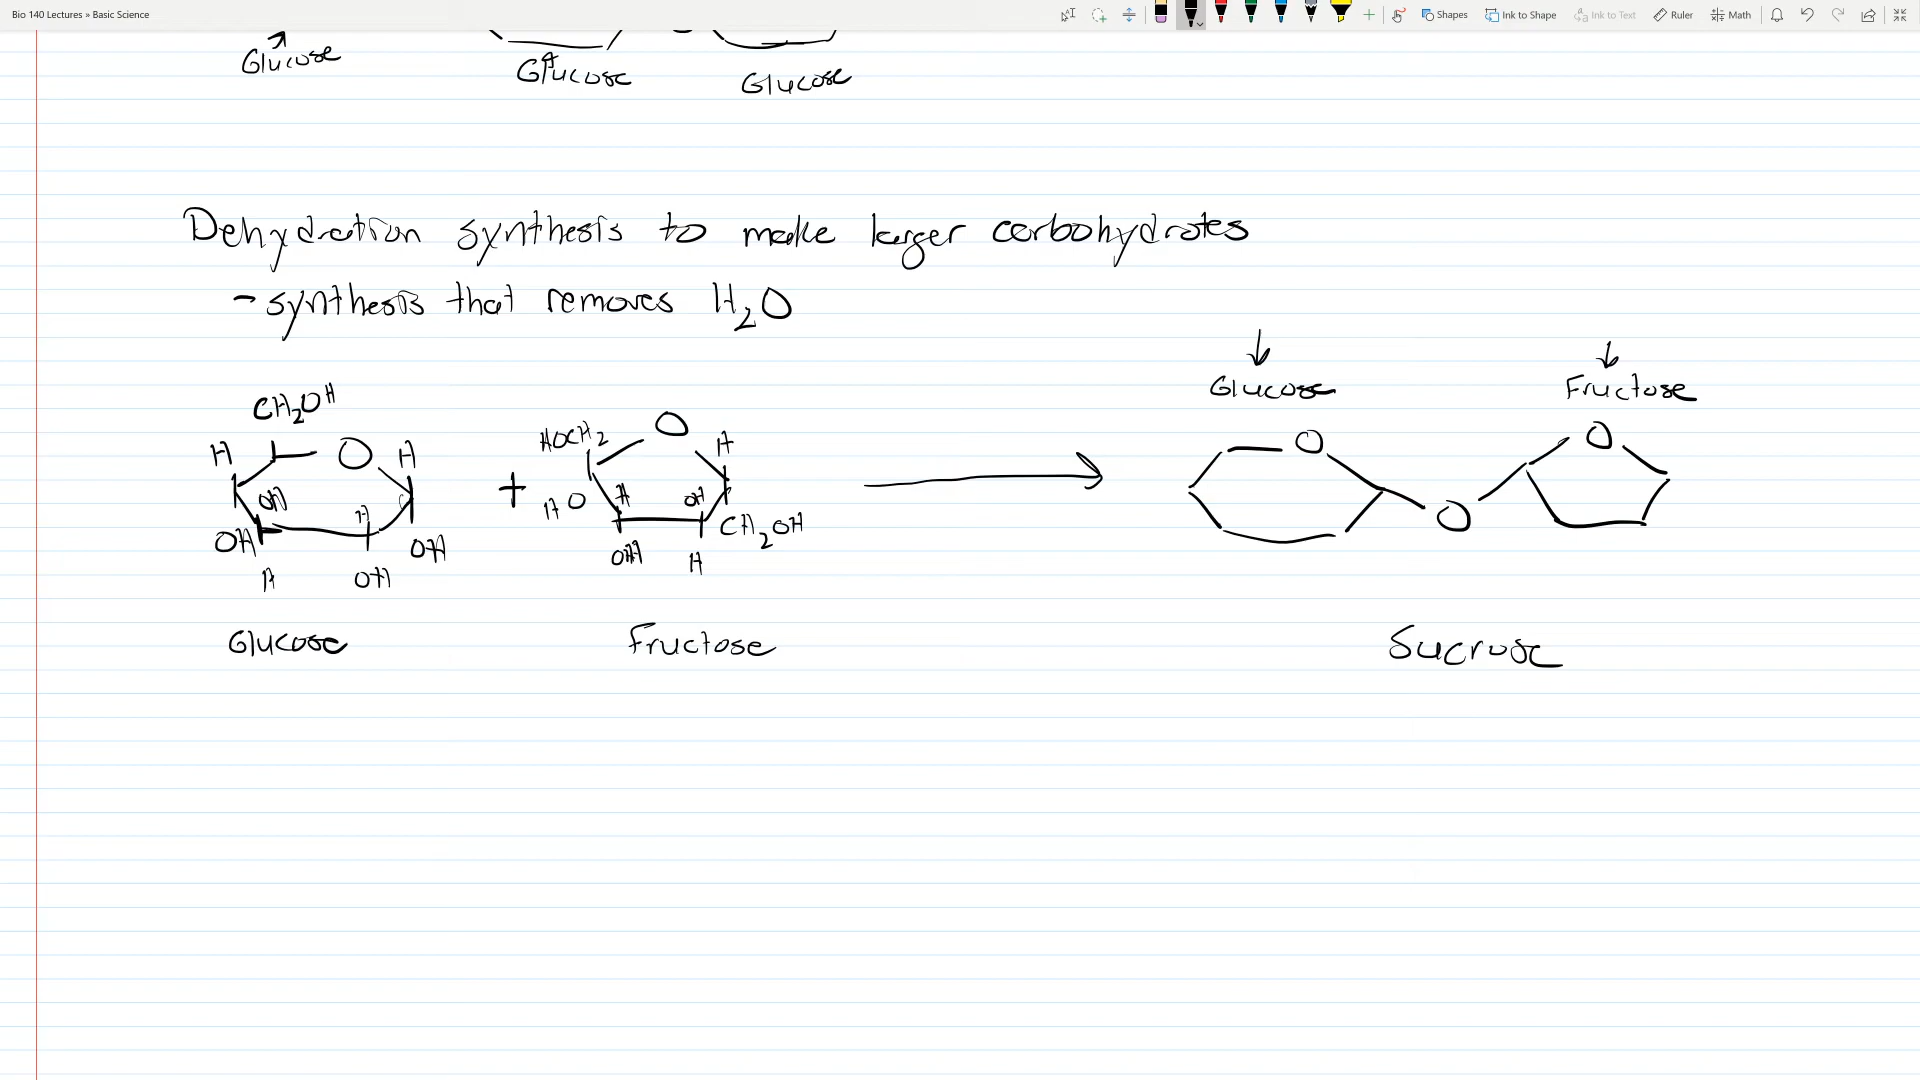 Bio 140 Lectures » Basic Science
Shapes Ink to Shape Ink to Text Ruler Math
Glucose Glucose Glucose
Dehydration synthesis to make larger carbohydrates
- synthesis that removes H₂O
Glucose Fructose
CH₂OH
H O H
OH H
OH OH
H OH
+
HOCH₂ O H
HO H OH
CH₂OH
OH H
O O
O
Glucose Fructose Sucrose